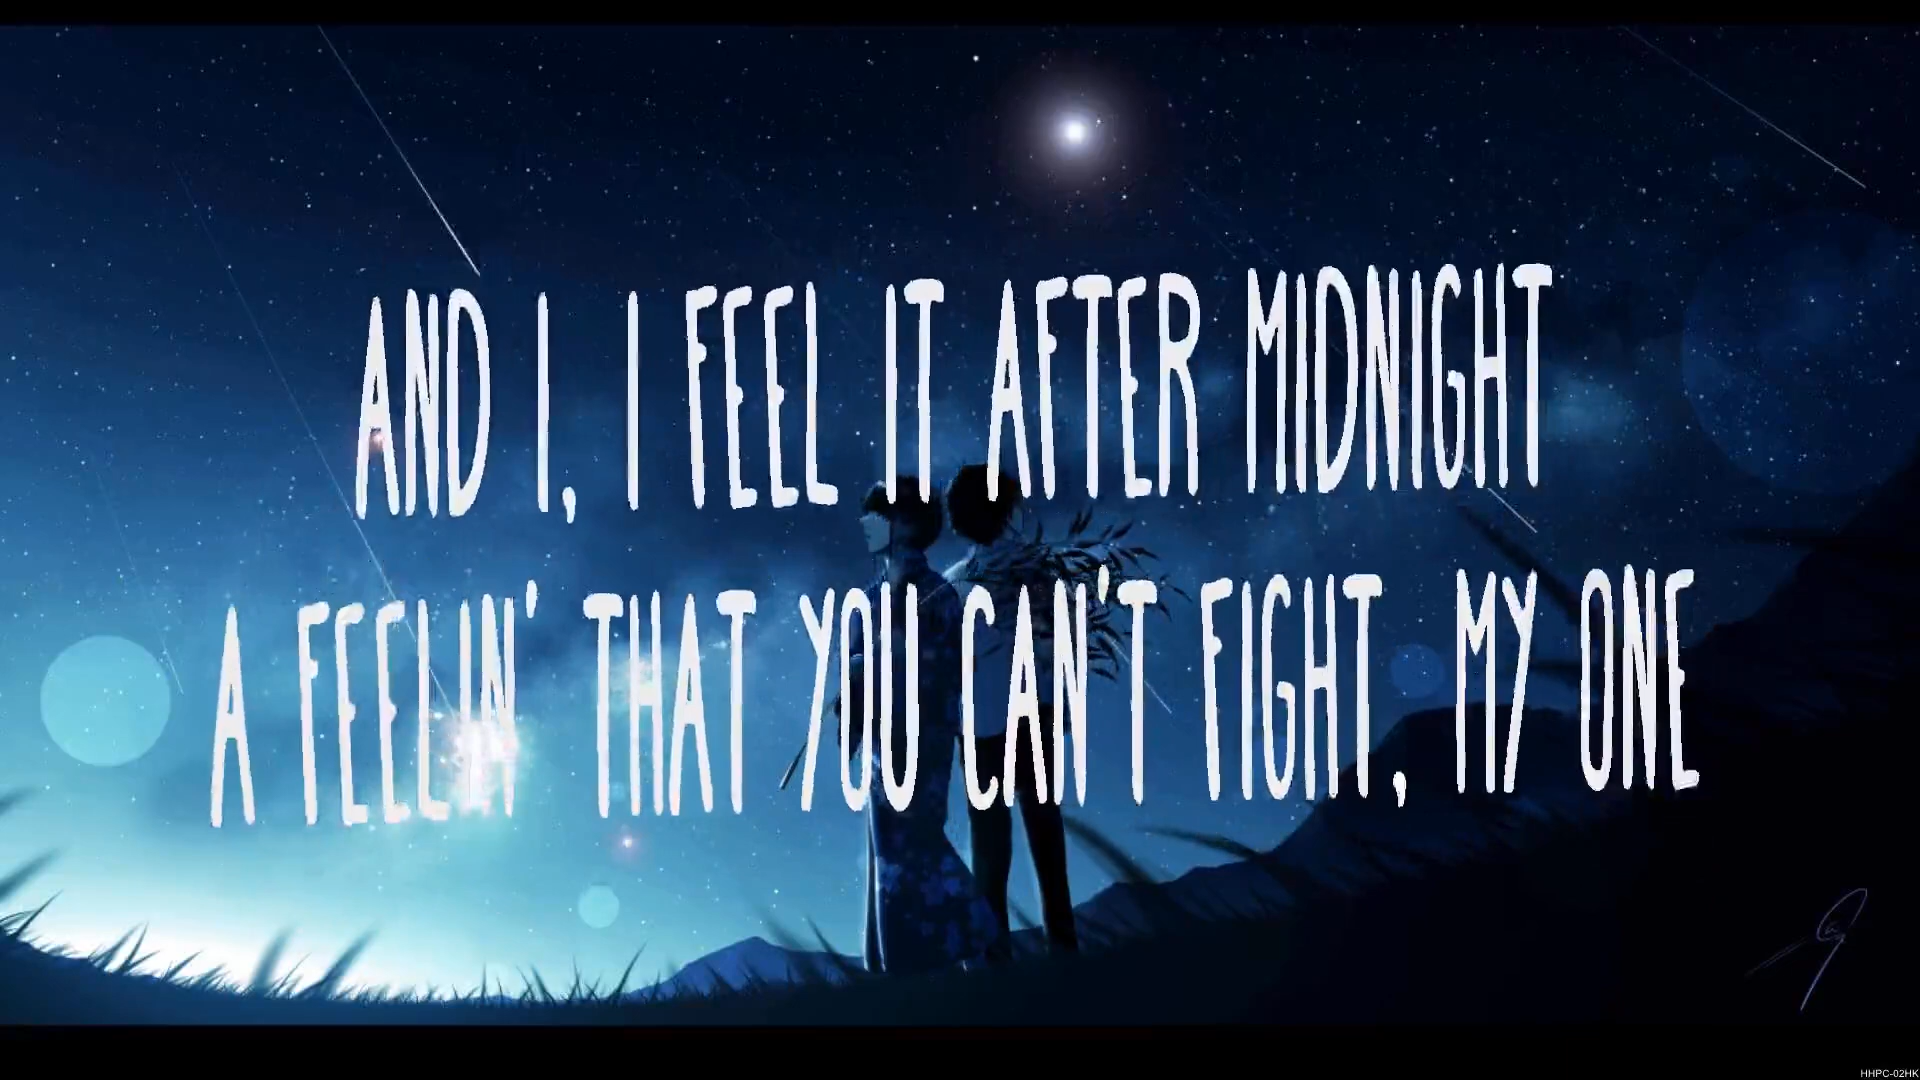 AND I, I FEEL IT AFTER MIDNIGHT
A FEELIN' THAT YOU CAN'T FIGHT, MY ONE
HHPC-02HK